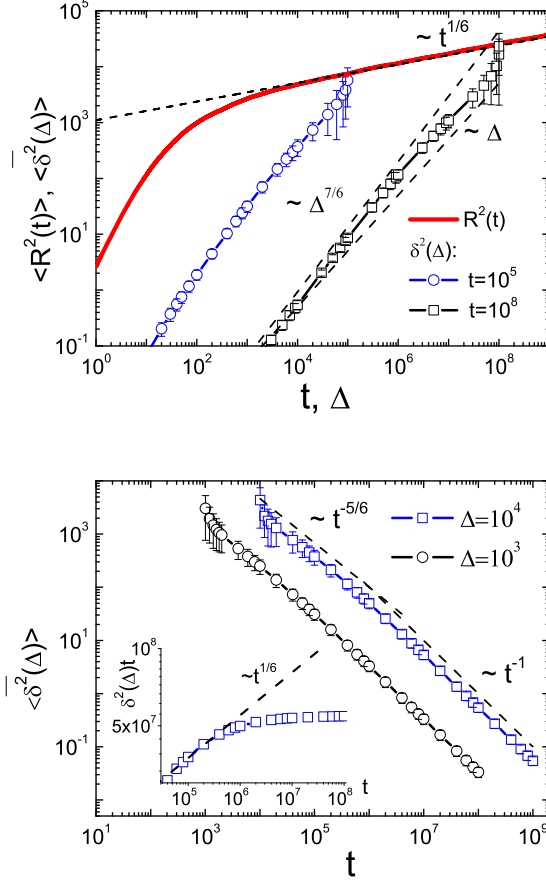 ~ t^{1/6}
10^5
10^3
10^1
10^{-1}
<R^2(t)>, <\overline{δ^2(Δ)}>
~ Δ
~ Δ^{7/6}
R^2(t)
δ^2(Δ):
t=10^5
t=10^8
10^0 10^2 10^4 10^6 10^8
t, Δ
10^3
10^1
10^{-1}
<\overline{δ^2(Δ)}>
~ t^{-5/6}
Δ=10^4
Δ=10^3
~ t^{-1}
10^8
5x10^7
δ^2(Δ)t
~t^{1/6}
10^5 10^6 10^7 10^8
t
10^1 10^3 10^5 10^7 10^9
t